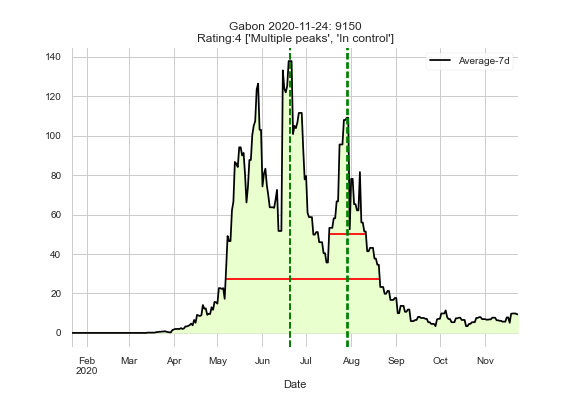 Gabon 2020-11-24: 9150
Rating:4 ['Multiple peaks', 'In control']
Average-7d
140
120
100
80
60
40
20
0
Feb Mar Apr May Jun Jul Aug Sep Oct Nov
2020
Date